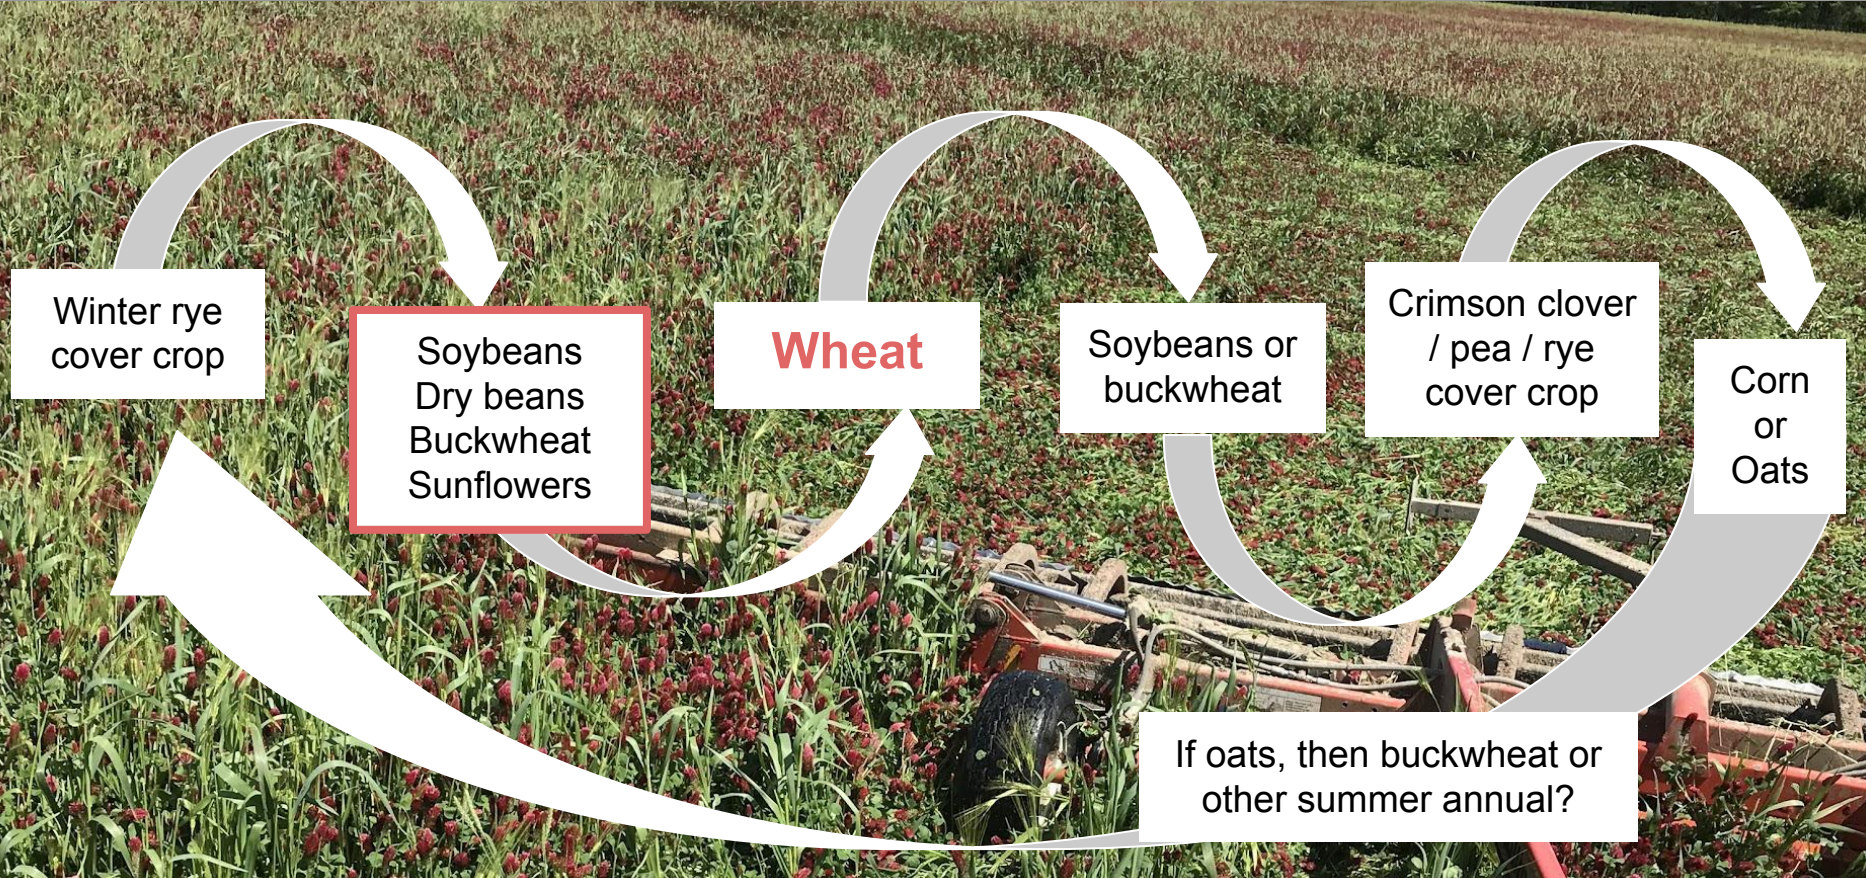 Winter rye
cover crop
Soybeans
Dry beans
Buckwheat
Sunflowers
Wheat
Soybeans or
buckwheat
Crimson clover
/ pea / rye
cover crop
Corn
or
Oats
If oats, then buckwheat or
other summer annual?